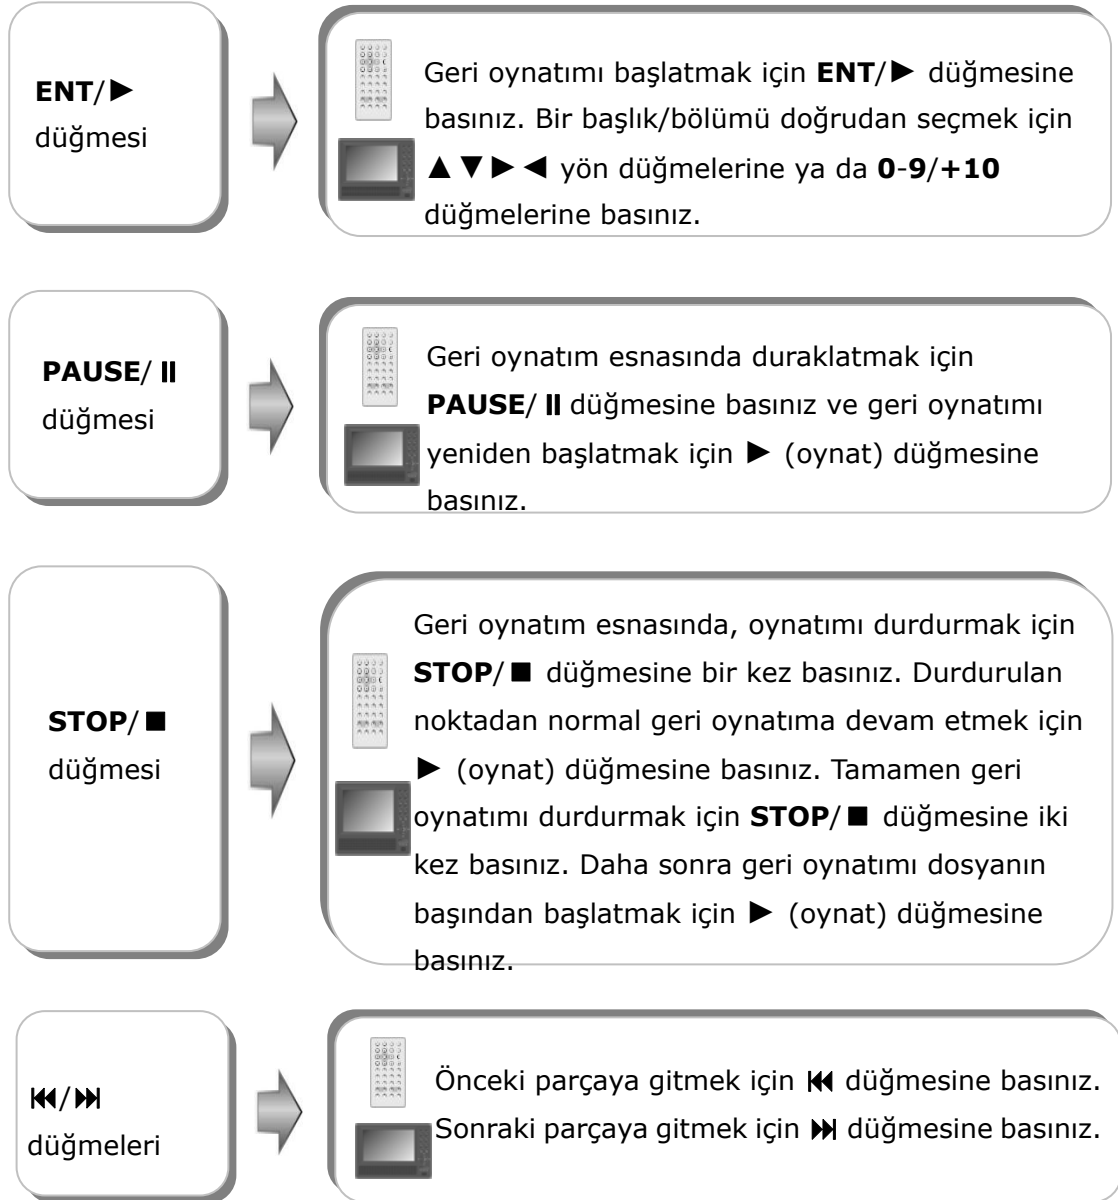 ENT/►
düğmesi
Geri oynatımı başlatmak için ENT/► düğmesine
basınız. Bir başlık/bölümü doğrudan seçmek için
▲▼►◄ yön düğmelerine ya da 0-9/+10
düğmelerine basınız.
PAUSE/ ⏸
düğmesi
Geri oynatım esnasında duraklatmak için
PAUSE/ ⏸ düğmesine basınız ve geri oynatımı
yeniden başlatmak için ► (oynat) düğmesine
basınız.
STOP/■
düğmesi
Geri oynatım esnasında, oynatımı durdurmak için
STOP/■ düğmesine bir kez basınız. Durdurulan
noktadan normal geri oynatıma devam etmek için
► (oynat) düğmesine basınız. Tamamen geri
oynatımı durdurmak için STOP/■ düğmesine iki
kez basınız. Daha sonra geri oynatımı dosyanın
başından başlatmak için ► (oynat) düğmesine
basınız.
⏮/⏭
düğmeleri
Önceki parçaya gitmek için ⏮ düğmesine basınız.
Sonraki parçaya gitmek için ⏭ düğmesine basınız.